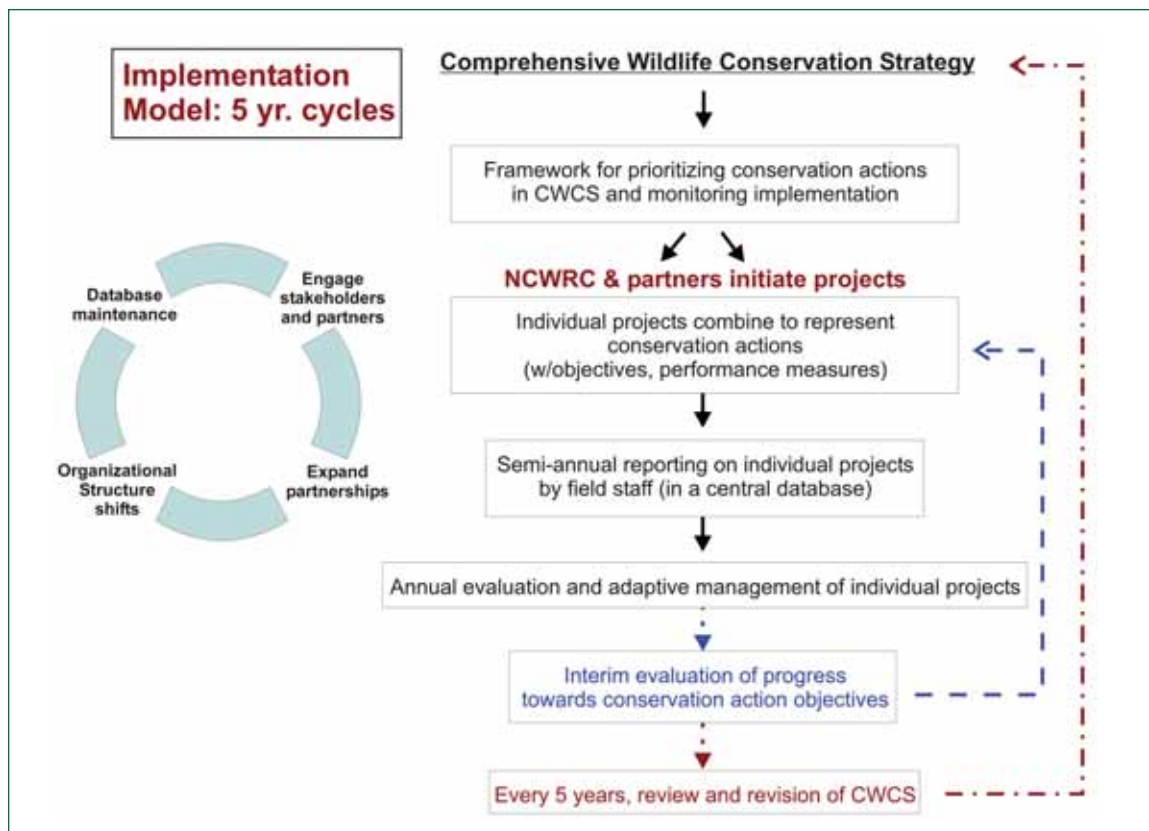 Implementation
Model: 5 yr. cycles
Comprehensive Wildlife Conservation Strategy
Framework for prioritizing conservation actions
in CWCS and monitoring implementation
NCWRC & partners initiate projects
Individual projects combine to represent
conservation actions
(w/objectives, performance measures)
Semi-annual reporting on individual projects
by field staff (in a central database)
Annual evaluation and adaptive management of individual projects
Interim evaluation of progress
towards conservation action objectives
Every 5 years, review and revision of CWCS
Database
maintenance
Engage
stakeholders
and partners
Organizational
Structure
shifts
Expand
partnerships